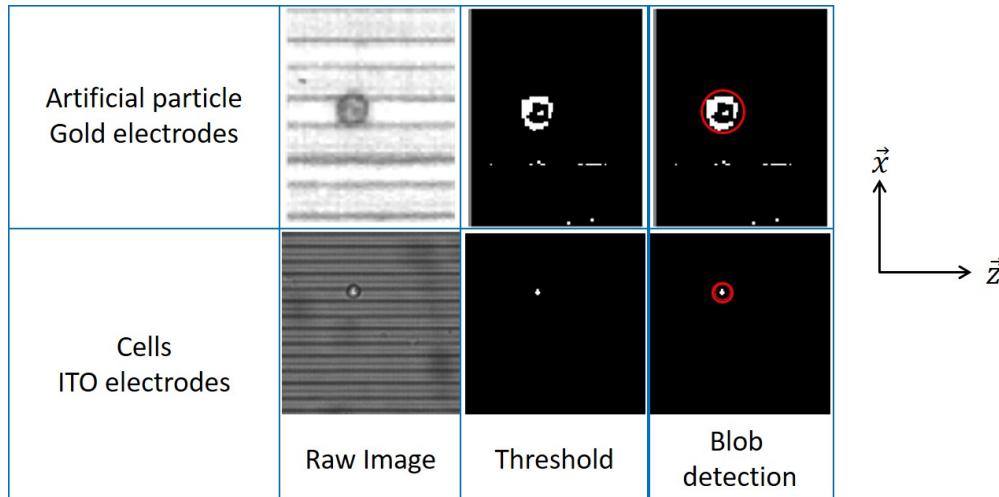 Artificial particle
Gold electrodes
Cells
ITO electrodes
Raw Image
Threshold
Blob
detection
x⃗
z⃗